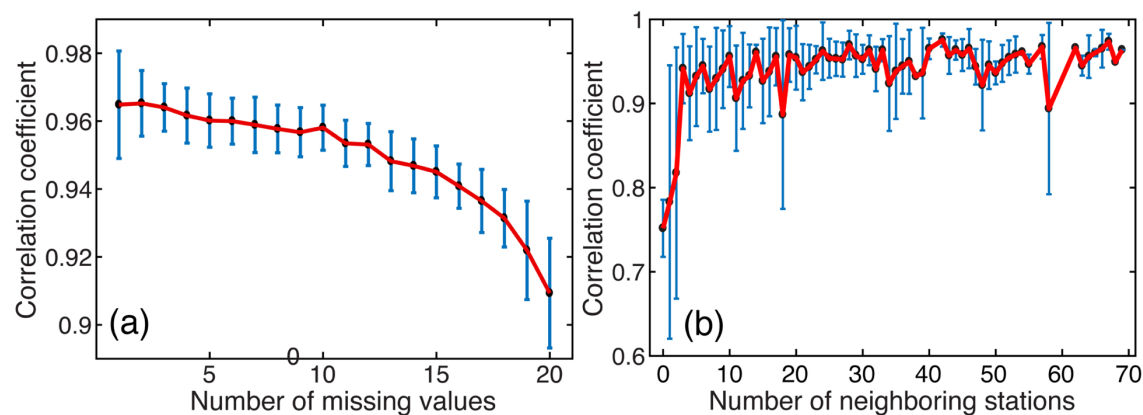 Correlation coefficient
0.98
0.96
0.94
0.92
0.9
(a)
0
5 10 15 20
Number of missing values
Correlation coefficient
1
0.9
0.8
0.7
0.6
(b)
0 10 20 30 40 50 60 70
Number of neighboring stations